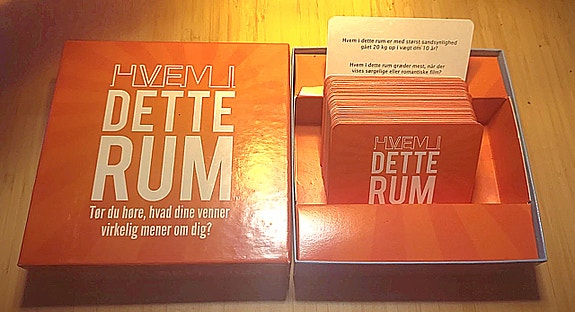 HVEM I
DETTE
RUM
Tør du høre, hvad dine venner
virkelig mener om dig?
Hvem i dette rum er med størst sandsynlighed
gået 20 kg op i vægt om 10 år?
Hvem i dette rum græder mest, når der
vises sørgelige eller romantiske film?
HVEM I
DETTE
RUM